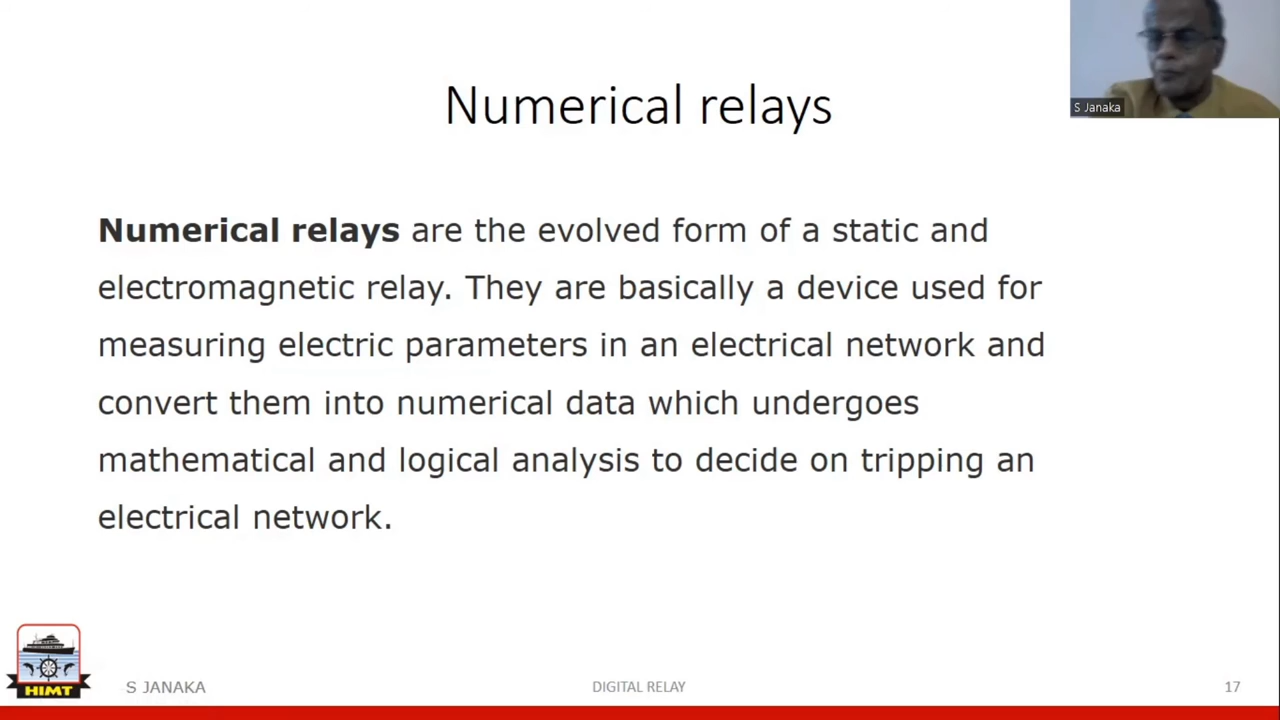 S Janaka
Numerical relays
Numerical relays are the evolved form of a static and
electromagnetic relay. They are basically a device used for
measuring electric parameters in an electrical network and
convert them into numerical data which undergoes
mathematical and logical analysis to decide on tripping an
electrical network.
HIMT
S JANAKA
DIGITAL RELAY
17